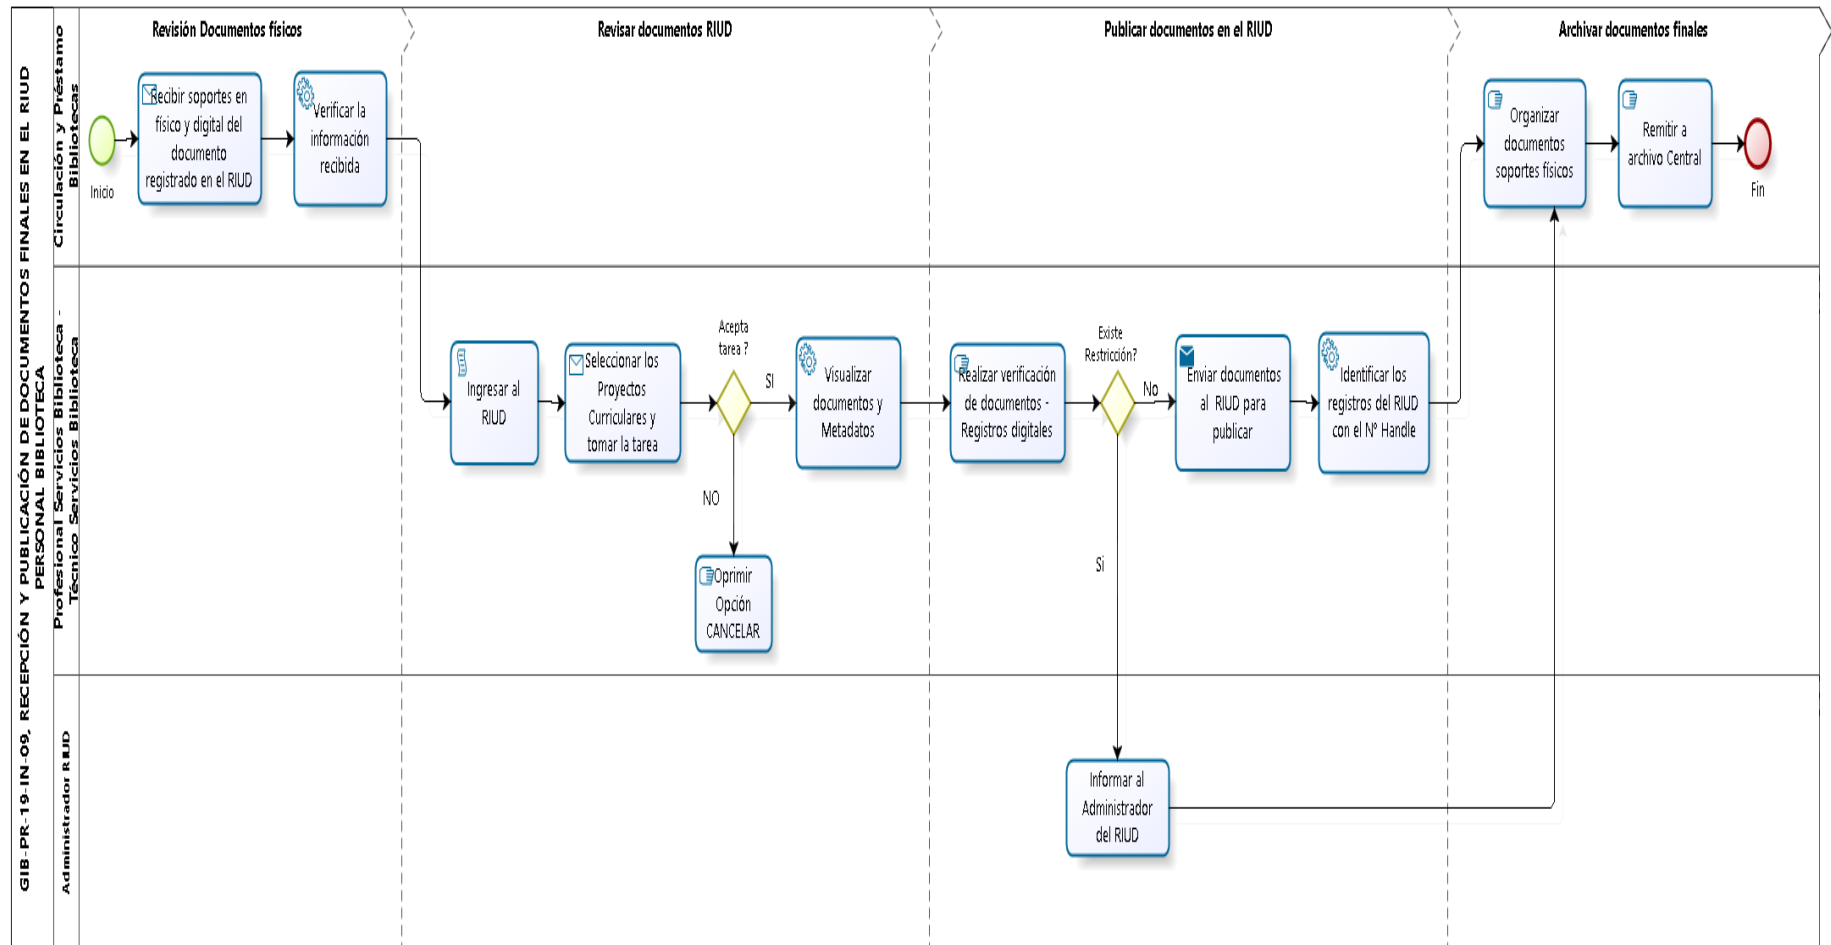 GIB-PR-19-IN-09, RECEPCIÓN Y PUBLICACIÓN DE DOCUMENTOS FINALES EN EL RIUD
PERSONAL BIBLIOTECA
Revisión Documentos físicos
Revisar documentos RIUD
Publicar documentos en el RIUD
Archivar documentos finales
Circulación y Préstamo
Bibliotecas
Inicio
Recibir soportes en
físico y digital del
documento
registrado en el RIUD
Verificar la
información
recibida
Organizar
documentos
soportes físicos
Remitir a
archivo Central
Fin
Profesional Servicios Biblioteca -
Técnico Servicios Biblioteca
Ingresar al
RIUD
Seleccionar los
Proyectos
Curriculares y
tomar la tarea
Acepta
tarea ?
SI
NO
Oprimir
Opción
CANCELAR
Visualizar
documentos y
Metadatos
Realizar verificación
de documentos -
Registros digitales
Existe
Restricción?
No
Si
Enviar documentos
al RIUD para
publicar
Identificar los
registros del RIUD
con el N° Handle
Administrador RIUD
Informar al
Administrador
del RIUD